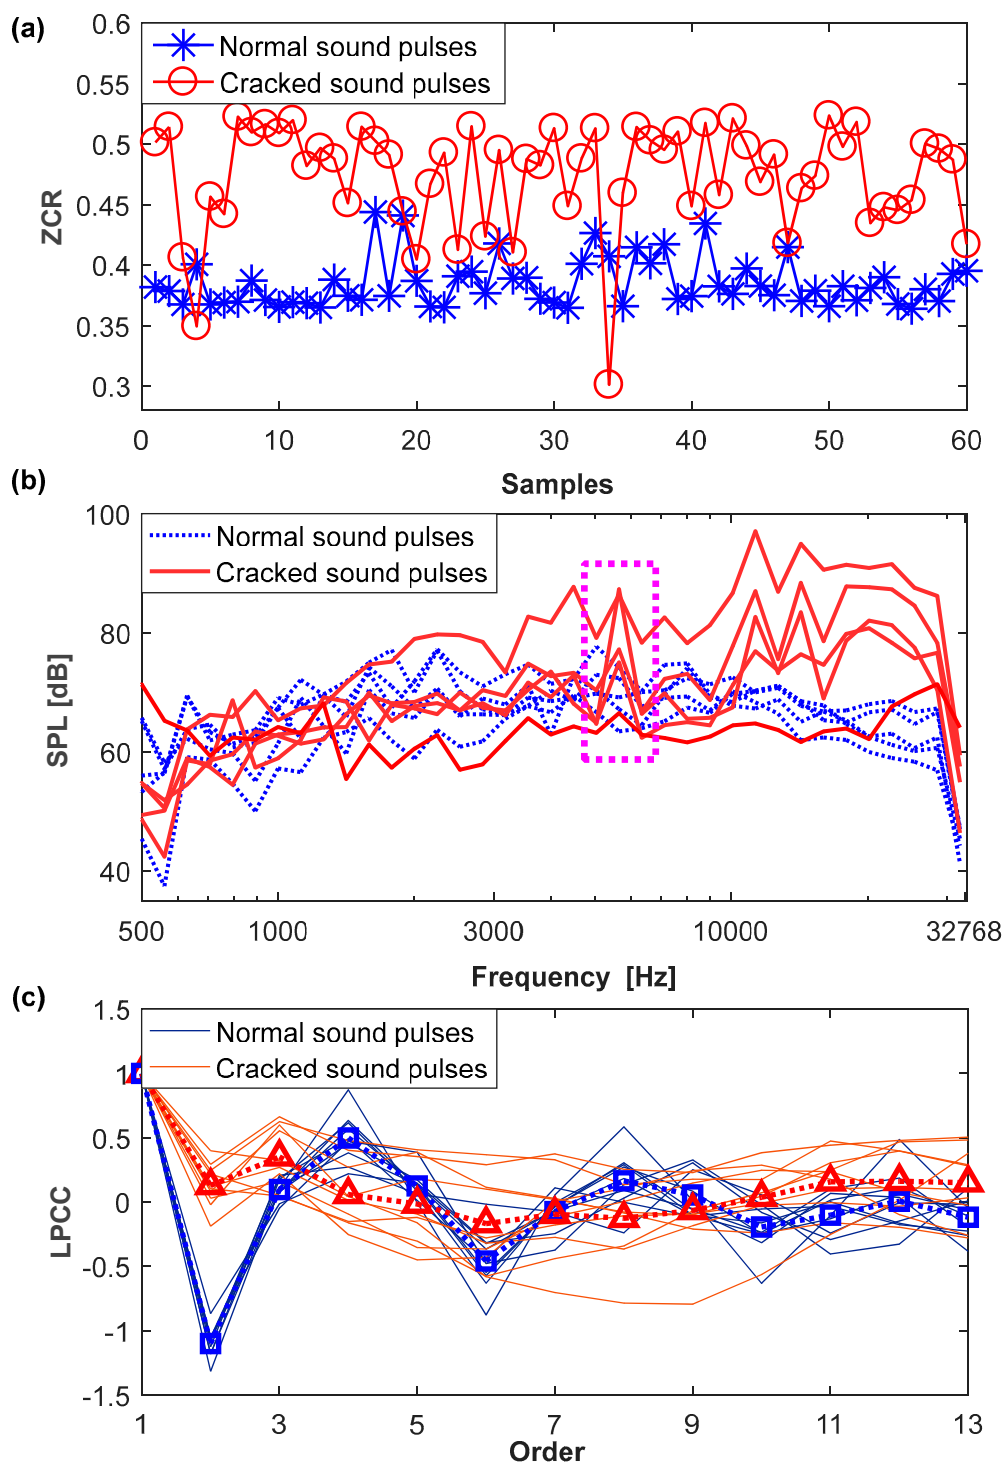 (a)
0.6
0.55
0.5
0.45
0.4
0.35
0.3
ZCR
Normal sound pulses
Cracked sound pulses
0 10 20 30 40 50 60
Samples
(b)
100
80
60
40
SPL [dB]
Normal sound pulses
Cracked sound pulses
500 1000 3000 10000 32768
Frequency [Hz]
(c)
1.5
1
0.5
0
-0.5
-1
-1.5
LPCC
Normal sound pulses
Cracked sound pulses
1 3 5 7 9 11 13
Order